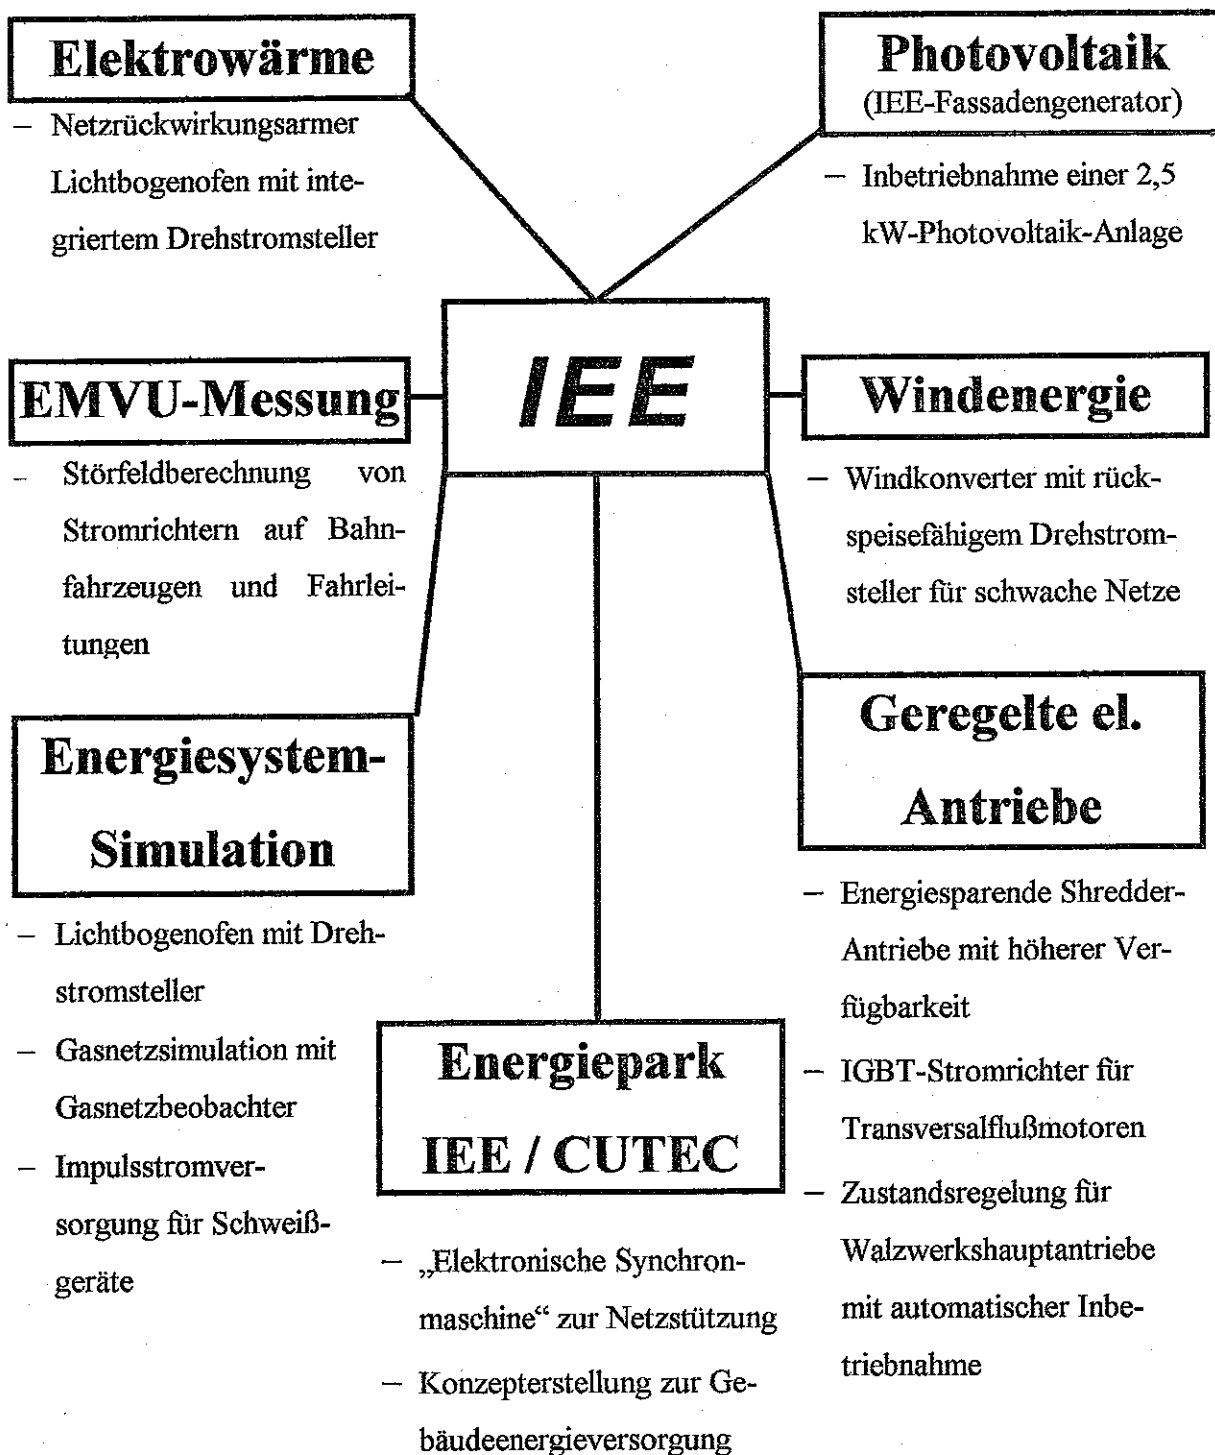 Elektrowärme
– Netzrückwirkungsarmer
Lichtbogenofen mit inte-
griertem Drehstromsteller
Photovoltaik
(IEE-Fassadengenerator)
– Inbetriebnahme einer 2,5
kW-Photovoltaik-Anlage
IEE
EMVU-Messung
– Störfeldberechnung von
Stromrichtern auf Bahn-
fahrzeugen und Fahrlei-
tungen
Windenergie
– Windkonverter mit rück-
speisefähigem Drehstrom-
steller für schwache Netze
Energiesystem-
Simulation
– Lichtbogenofen mit Dreh-
stromsteller
– Gasnetzsimulation mit
Gasnetzbeobachter
– Impulsstromver-
sorgung für Schweiß-
geräte
Energiepark
IEE / CUTEC
– „Elektronische Synchron-
maschine“ zur Netzstützung
– Konzepterstellung zur Ge-
bäudeenergieversorgung
Geregelte el.
Antriebe
– Energiesparende Shredder-
Antriebe mit höherer Ver-
fügbarkeit
– IGBT-Stromrichter für
Transversalflußmotoren
– Zustandsregelung für
Walzwerkshauptantriebe
mit automatischer Inbe-
triebnahme